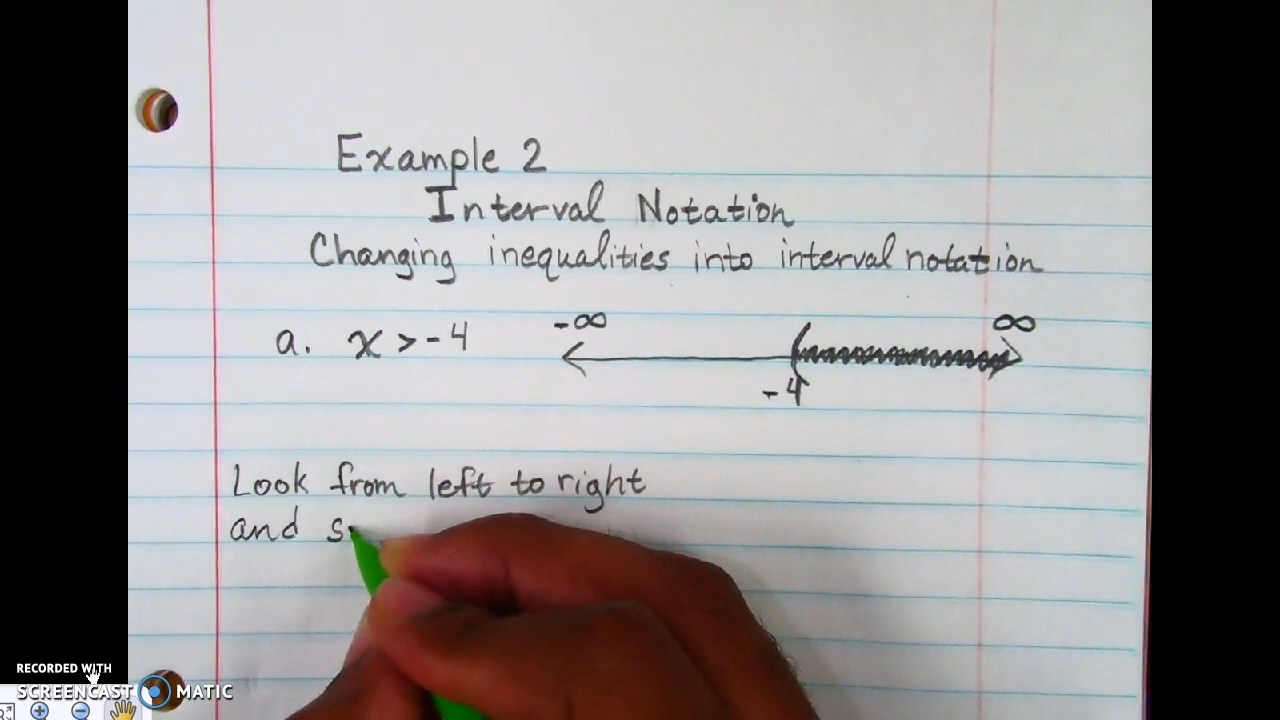 Example 2
Interval Notation
Changing inequalities into interval notation
a. x > -4
-∞ ∞
-4
Look from left to right
and s
RECORDED WITH
SCREENCAST MATIC